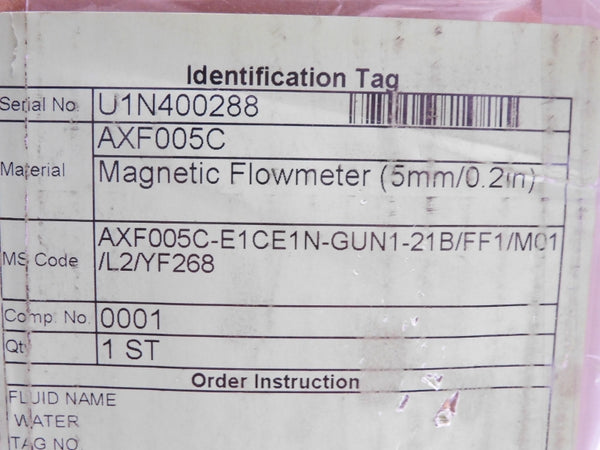 Identification Tag
Serial No. U1N400288
AXF005C
Material Magnetic Flowmeter (5mm/0.2in)
AXF005C-E1CE1N-GUN1-21B/FF1/M01
MS Code /L2/YF268
Comp. No. 0001
Qty 1 ST
Order Instruction
FLUID NAME
WATER
TAG NO